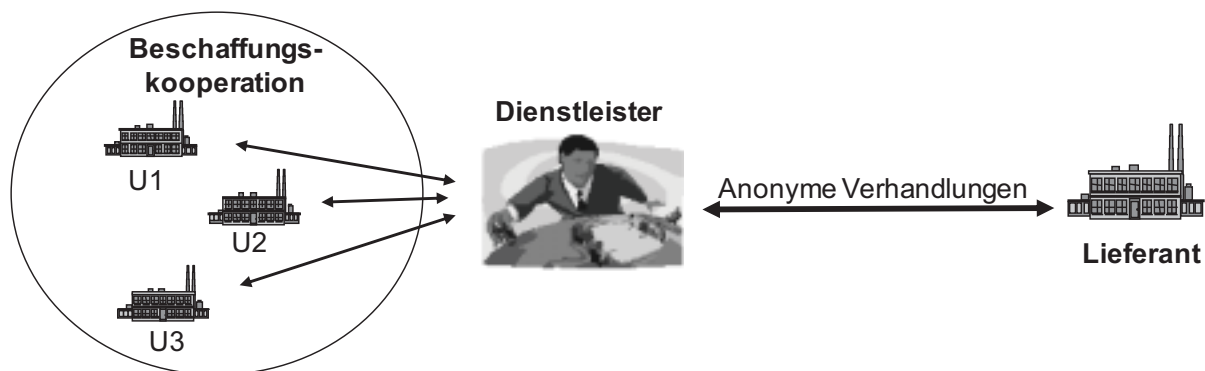 Beschaffungs-
kooperation
U1
U2
U3
Dienstleister
Anonyme Verhandlungen
Lieferant